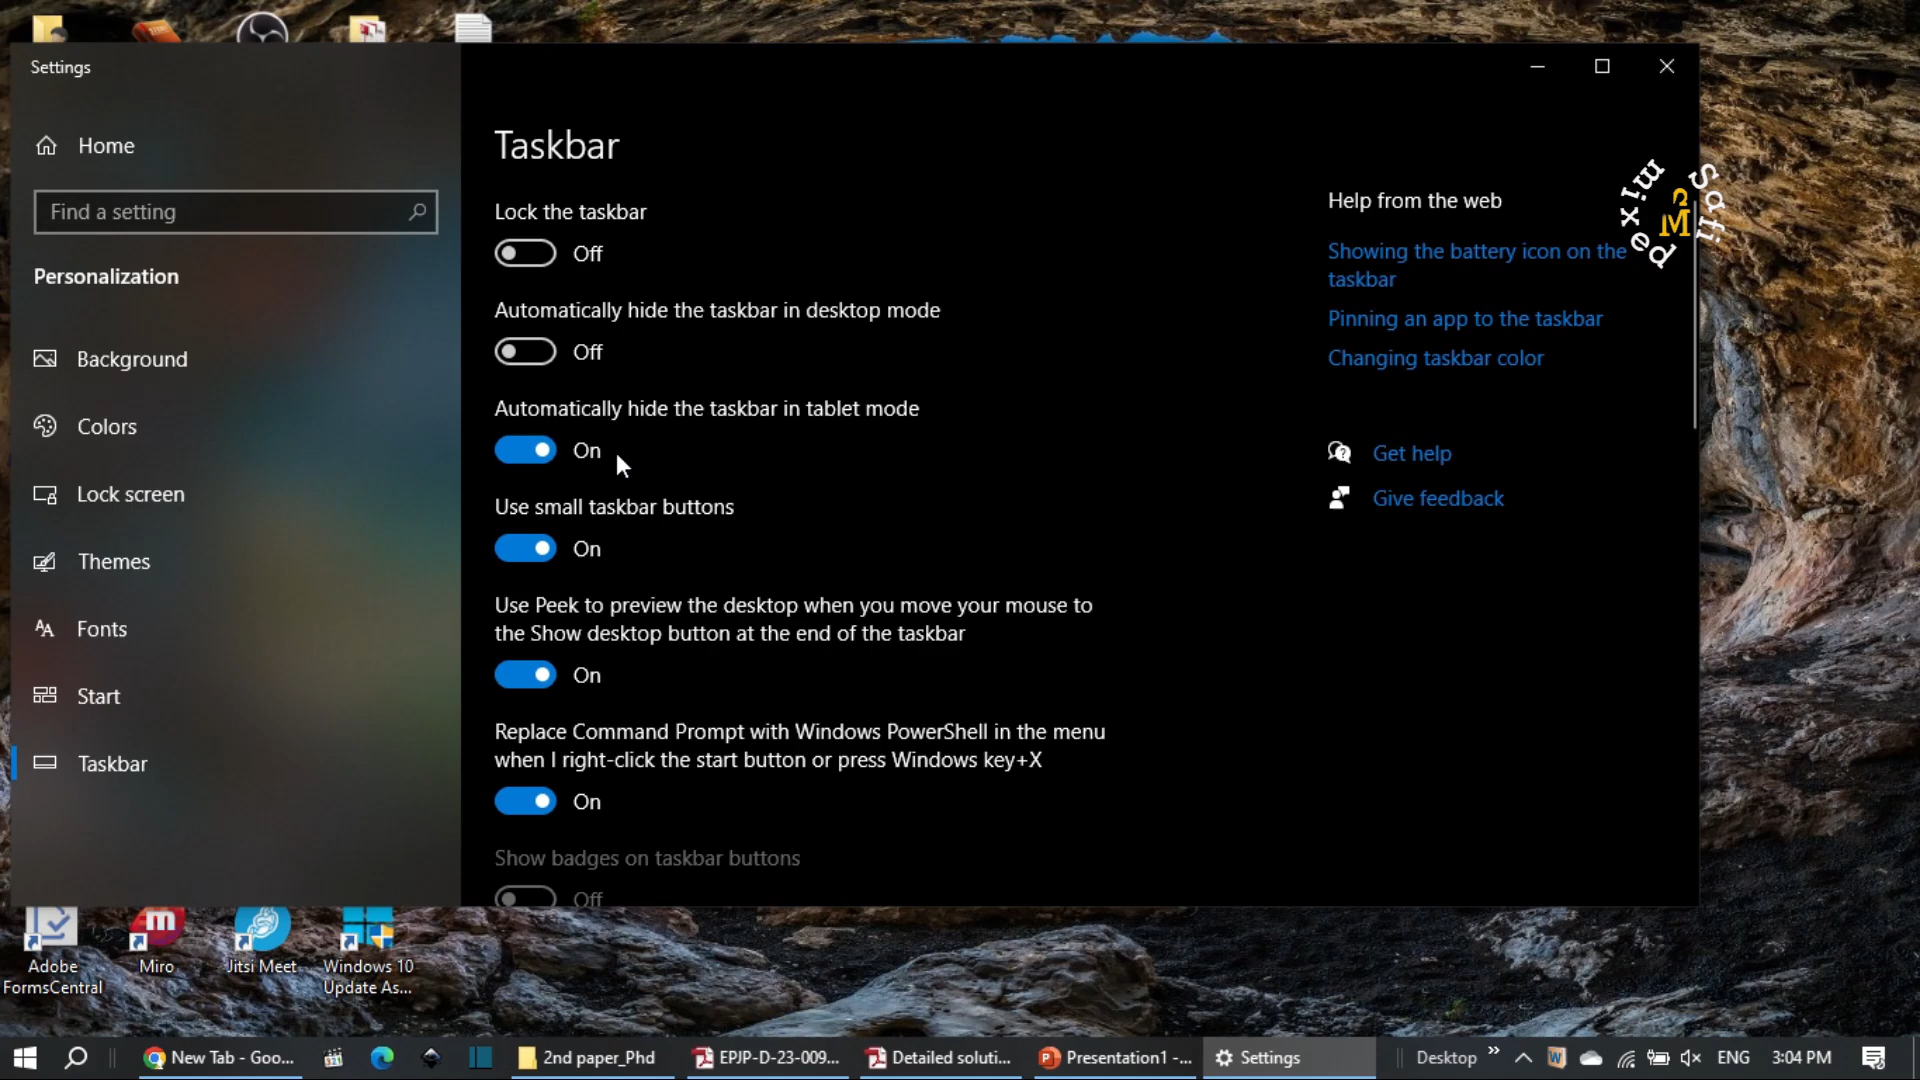 Settings
Home
Find a setting
Personalization
Background
Colors
Lock screen
Themes
Fonts
Start
Taskbar
Taskbar
Lock the taskbar
Off
Automatically hide the taskbar in desktop mode
Off
Automatically hide the taskbar in tablet mode
On
Use small taskbar buttons
On
Use Peek to preview the desktop when you move your mouse to
the Show desktop button at the end of the taskbar
On
Replace Command Prompt with Windows PowerShell in the menu
when I right-click the start button or press Windows key+X
On
Show badges on taskbar buttons
Off
Help from the web
Showing the battery icon on the
taskbar
Pinning an app to the taskbar
Changing taskbar color
Get help
Give feedback
Safi
mixed
2M
Adobe
FormsCentral
Miro
Jitsi Meet
Windows 10
Update As...
New Tab - Goo...
2nd paper_Phd
EPJP-D-23-009...
Detailed soluti...
Presentation1 -...
Settings
Desktop
ENG
3:04 PM